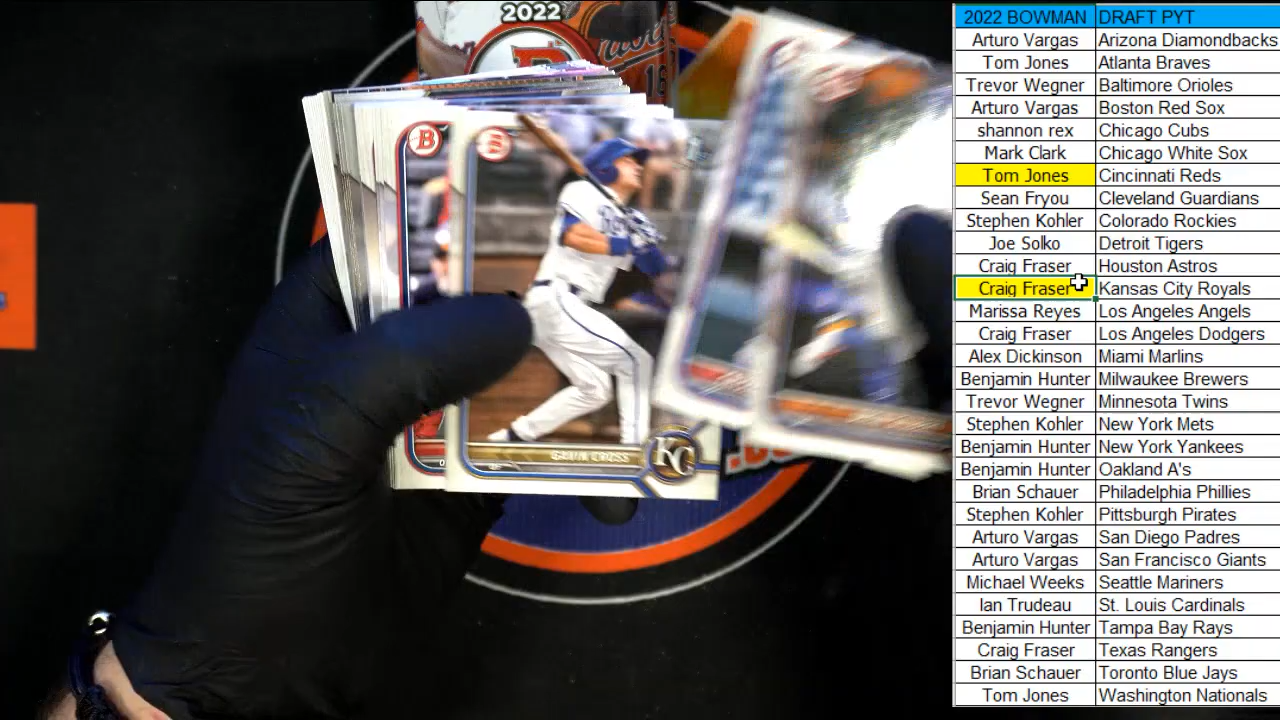 2022
16
B
B
GAVIN CROSS
KC
2022 BOWMAN DRAFT PYT
Arturo Vargas Arizona Diamondbacks
Tom Jones Atlanta Braves
Trevor Wegner Baltimore Orioles
Arturo Vargas Boston Red Sox
shannon rex Chicago Cubs
Mark Clark Chicago White Sox
Tom Jones Cincinnati Reds
Sean Fryou Cleveland Guardians
Stephen Kohler Colorado Rockies
Joe Solko Detroit Tigers
Craig Fraser Houston Astros
Craig Fraser Kansas City Royals
Marissa Reyes Los Angeles Angels
Craig Fraser Los Angeles Dodgers
Alex Dickinson Miami Marlins
Benjamin Hunter Milwaukee Brewers
Trevor Wegner Minnesota Twins
Stephen Kohler New York Mets
Benjamin Hunter New York Yankees
Benjamin Hunter Oakland A's
Brian Schauer Philadelphia Phillies
Stephen Kohler Pittsburgh Pirates
Arturo Vargas San Diego Padres
Arturo Vargas San Francisco Giants
Michael Weeks Seattle Mariners
Ian Trudeau St. Louis Cardinals
Benjamin Hunter Tampa Bay Rays
Craig Fraser Texas Rangers
Brian Schauer Toronto Blue Jays
Tom Jones Washington Nationals